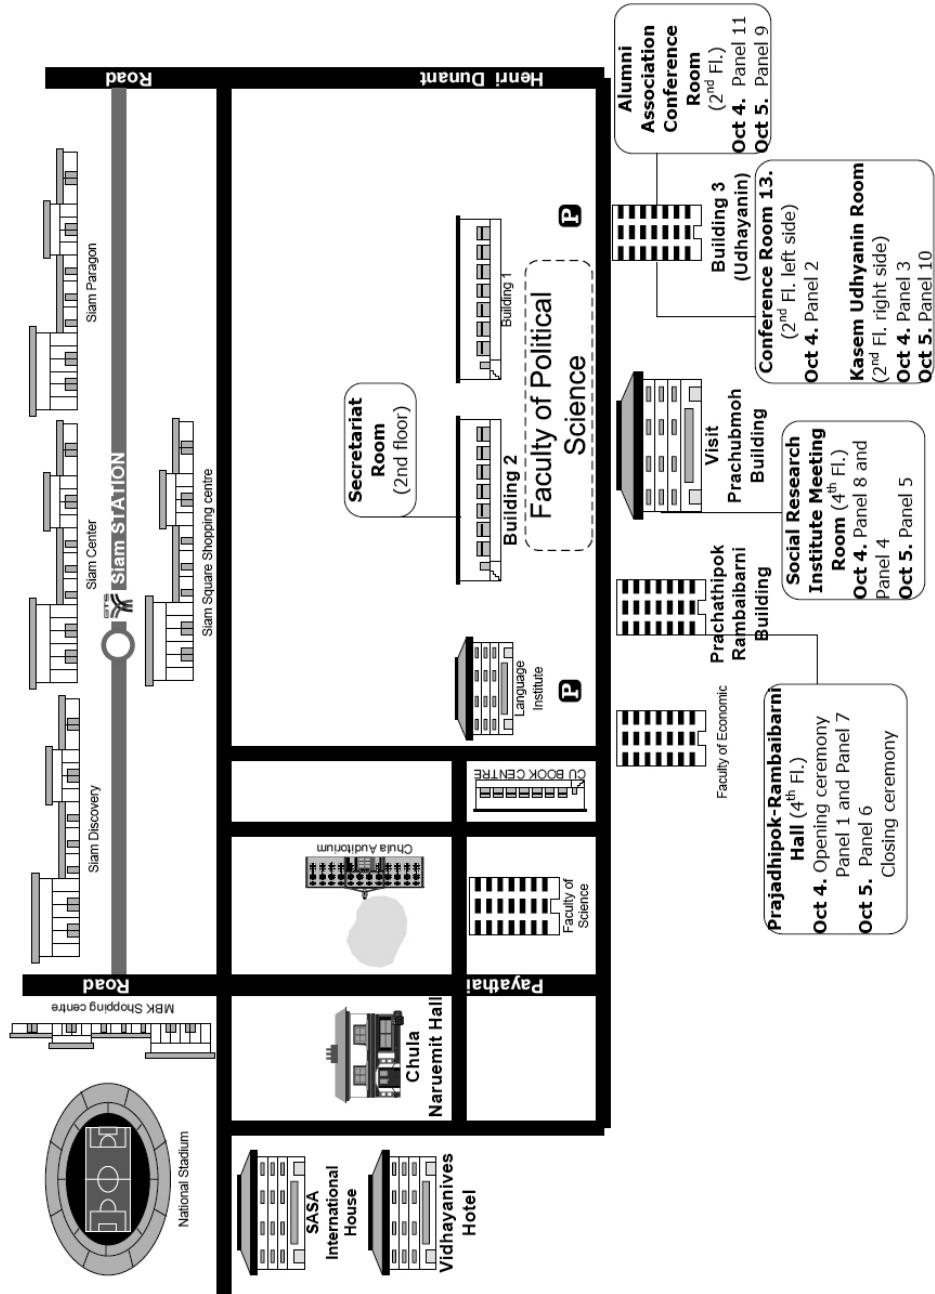 National Stadium
MBK Shopping centre
Siam Discovery
Siam Center
Siam Paragon
BTS
Siam STATION
Siam Square Shopping centre
Road
Payathai
Road
Henri Dunant
SASA
International
House
Vidhayanives
Hotel
Chula
Naruemit Hall
Chula Auditorium
Faculty of
Science
CU BOOK CENTRE
Language
Institute
P
Secretariat
Room
(2nd floor)
Building 2
Building 1
Faculty of Political
Science
P
Faculty of Economic
Prachathipok
Rambaibarni
Building
Visit
Prachubmoh
Building
Building 3
(Udhayanin)
Prajadhipok-Rambaibarni
Hall (4th Fl.)
Oct 4. Opening ceremony
Panel 1 and Panel 7
Oct 5. Panel 6
Closing ceremony
Social Research
Institute Meeting
Room (4th Fl.)
Oct 4. Panel 8 and
Panel 4
Oct 5. Panel 5
Conference Room 13.
(2nd Fl. left side)
Oct 4. Panel 2
Kasem Udhyanin Room
(2nd Fl. right side)
Oct 4. Panel 3
Oct 5. Panel 10
Alumni
Association
Conference
Room
(2nd Fl.)
Oct 4. Panel 11
Oct 5. Panel 9